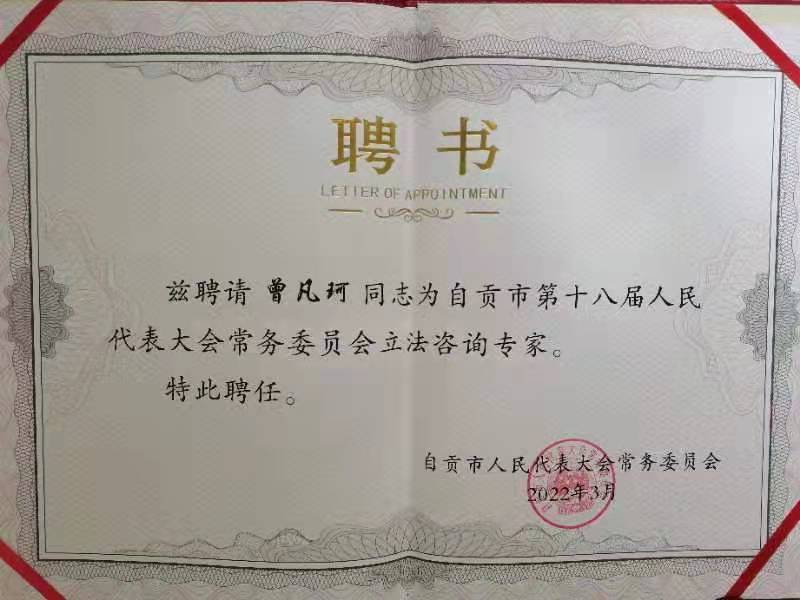 聘书
LETTER OF APPOINTMENT
兹聘请 曾凡珂 同志为自贡市第十八届人民
代表大会常务委员会立法咨询专家。
特此聘任。
自贡市人民代表大会常务委员会
2022年3月